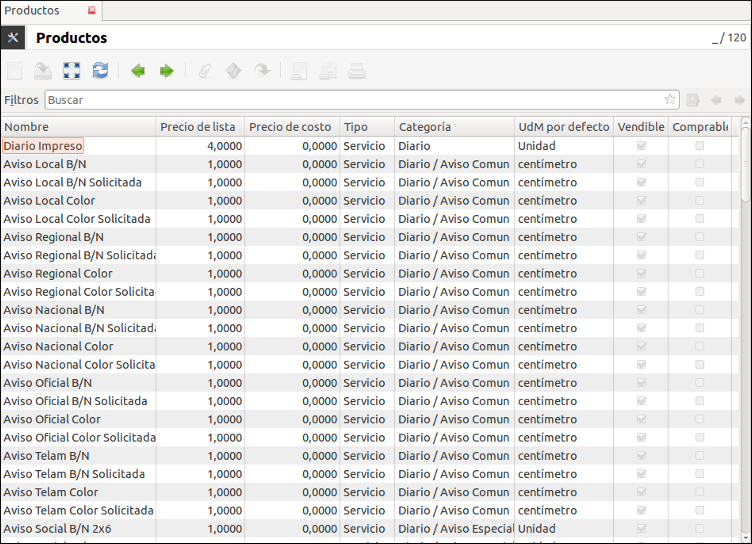 Productos
Productos
_ / 120
Filtros Buscar
Nombre Precio de lista Precio de costo Tipo Categoría UdM por defecto Vendible Comprable
Diario Impreso 4,0000 0,0000 Servicio Diario Unidad
Aviso Local B/N 1,0000 0,0000 Servicio Diario / Aviso Comun centímetro
Aviso Local B/N Solicitada 1,0000 0,0000 Servicio Diario / Aviso Comun centímetro
Aviso Local Color 1,0000 0,0000 Servicio Diario / Aviso Comun centímetro
Aviso Local Color Solicitada 1,0000 0,0000 Servicio Diario / Aviso Comun centímetro
Aviso Regional B/N 1,0000 0,0000 Servicio Diario / Aviso Comun centímetro
Aviso Regional B/N Solicitada 1,0000 0,0000 Servicio Diario / Aviso Comun centímetro
Aviso Regional Color 1,0000 0,0000 Servicio Diario / Aviso Comun centímetro
Aviso Regional Color Solicita 1,0000 0,0000 Servicio Diario / Aviso Comun centímetro
Aviso Nacional B/N 1,0000 0,0000 Servicio Diario / Aviso Comun centímetro
Aviso Nacional B/N Solicitada 1,0000 0,0000 Servicio Diario / Aviso Comun centímetro
Aviso Nacional Color 1,0000 0,0000 Servicio Diario / Aviso Comun centímetro
Aviso Nacional Color Solicita 1,0000 0,0000 Servicio Diario / Aviso Comun centímetro
Aviso Oficial B/N 1,0000 0,0000 Servicio Diario / Aviso Comun centímetro
Aviso Oficial B/N Solicitada 1,0000 0,0000 Servicio Diario / Aviso Comun centímetro
Aviso Oficial Color 1,0000 0,0000 Servicio Diario / Aviso Comun centímetro
Aviso Oficial Color Solicitada 1,0000 0,0000 Servicio Diario / Aviso Comun centímetro
Aviso Telam B/N 1,0000 0,0000 Servicio Diario / Aviso Comun centímetro
Aviso Telam B/N Solicitada 1,0000 0,0000 Servicio Diario / Aviso Comun centímetro
Aviso Telam Color 1,0000 0,0000 Servicio Diario / Aviso Comun centímetro
Aviso Telam Color Solicitada 1,0000 0,0000 Servicio Diario / Aviso Comun centímetro
Aviso Social B/N 2x6 1,0000 0,0000 Servicio Diario / Aviso Especial Unidad